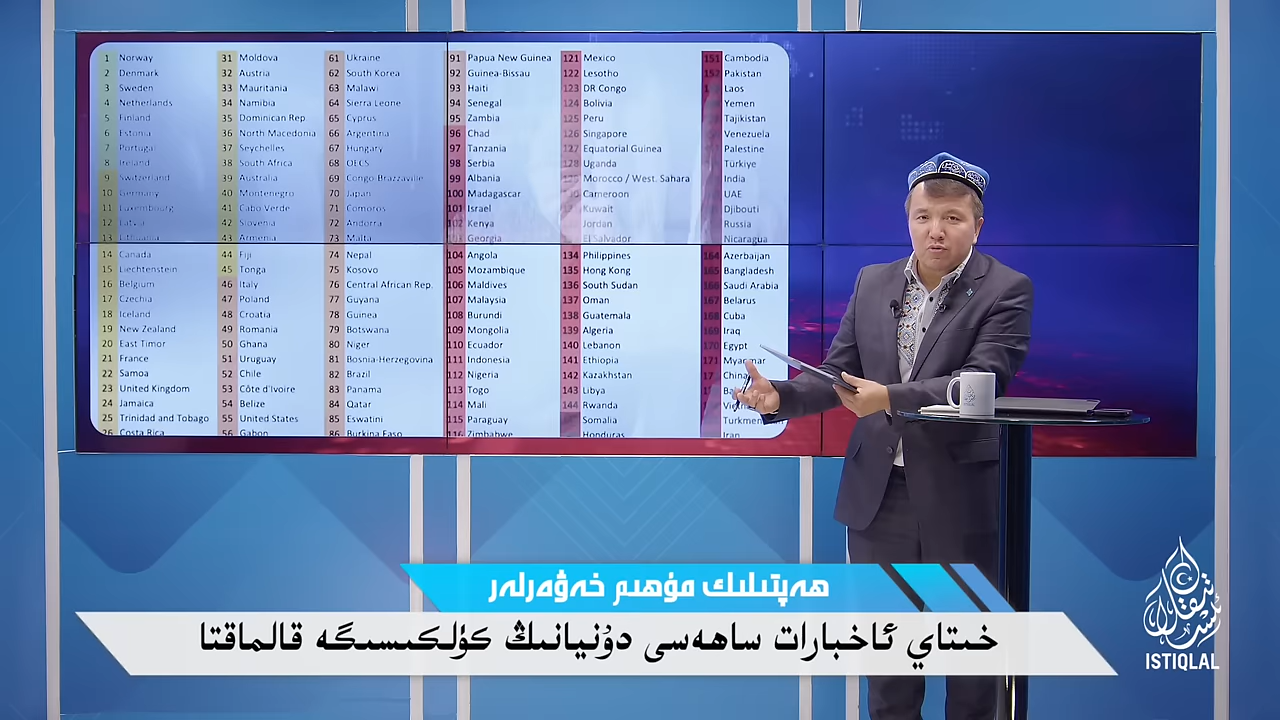 1 Norway
2 Denmark
3 Sweden
4 Netherlands
5 Finland
6 Estonia
7 Portugal
8 Ireland
9 Switzerland
10 Germany
11 Luxembourg
12 Latvia
13 Lithuania
14 Canada
15 Liechtenstein
16 Belgium
17 Czechia
18 Iceland
19 New Zealand
20 East Timor
21 France
22 Samoa
23 United Kingdom
24 Jamaica
25 Trinidad and Tobago
26 Costa Rica
31 Moldova
32 Austria
33 Mauritania
34 Namibia
35 Dominican Rep.
36 North Macedonia
37 Seychelles
38 South Africa
39 Australia
40 Montenegro
41 Cabo Verde
42 Slovenia
43 Armenia
44 Fiji
45 Tonga
46 Italy
47 Poland
48 Croatia
49 Romania
50 Ghana
51 Uruguay
52 Chile
53 Côte d'Ivoire
54 Belize
55 United States
56 Gabon
61 Ukraine
62 South Korea
63 Malawi
64 Sierra Leone
65 Cyprus
66 Argentina
67 Hungary
68 OECS
69 Congo-Brazzaville
70 Japan
71 Comoros
72 Andorra
73 Malta
74 Nepal
75 Kosovo
76 Central African Rep.
77 Guyana
78 Guinea
79 Botswana
80 Niger
81 Bosnia-Herzegovina
82 Brazil
83 Panama
84 Qatar
85 Eswatini
86 Burkina Faso
91 Papua New Guinea
92 Guinea-Bissau
93 Haiti
94 Senegal
95 Zambia
96 Chad
97 Tanzania
98 Serbia
99 Albania
100 Madagascar
101 Israel
102 Kenya
103 Georgia
104 Angola
105 Mozambique
106 Maldives
107 Malaysia
108 Burundi
109 Mongolia
110 Ecuador
111 Indonesia
112 Nigeria
113 Togo
114 Mali
115 Paraguay
116 Zimbabwe
121 Mexico
122 Lesotho
123 DR Congo
124 Bolivia
125 Peru
126 Singapore
127 Equatorial Guinea
128 Uganda
Morocco / West. Sahara
Cameroon
Kuwait
Jordan
El Salvador
134 Philippines
135 Hong Kong
136 South Sudan
137 Oman
138 Guatemala
139 Algeria
140 Lebanon
141 Ethiopia
142 Kazakhstan
143 Libya
144 Rwanda
Somalia
Honduras
151 Cambodia
152 Pakistan
Laos
Yemen
Tajikistan
Venezuela
Palestine
Türkiye
India
UAE
Djibouti
Russia
Nicaragua
164 Azerbaijan
165 Bangladesh
166 Saudi Arabia
167 Belarus
168 Cuba
169 Iraq
170 Egypt
171 Myanmar
China
Iran
ھەپتىلىك مۇھىم خەۋەرلەر
خىتاي ئاخبارات ساھەسى دۇنيانىڭ كۈلكىسىگە قالماقتا
ISTIQLAL